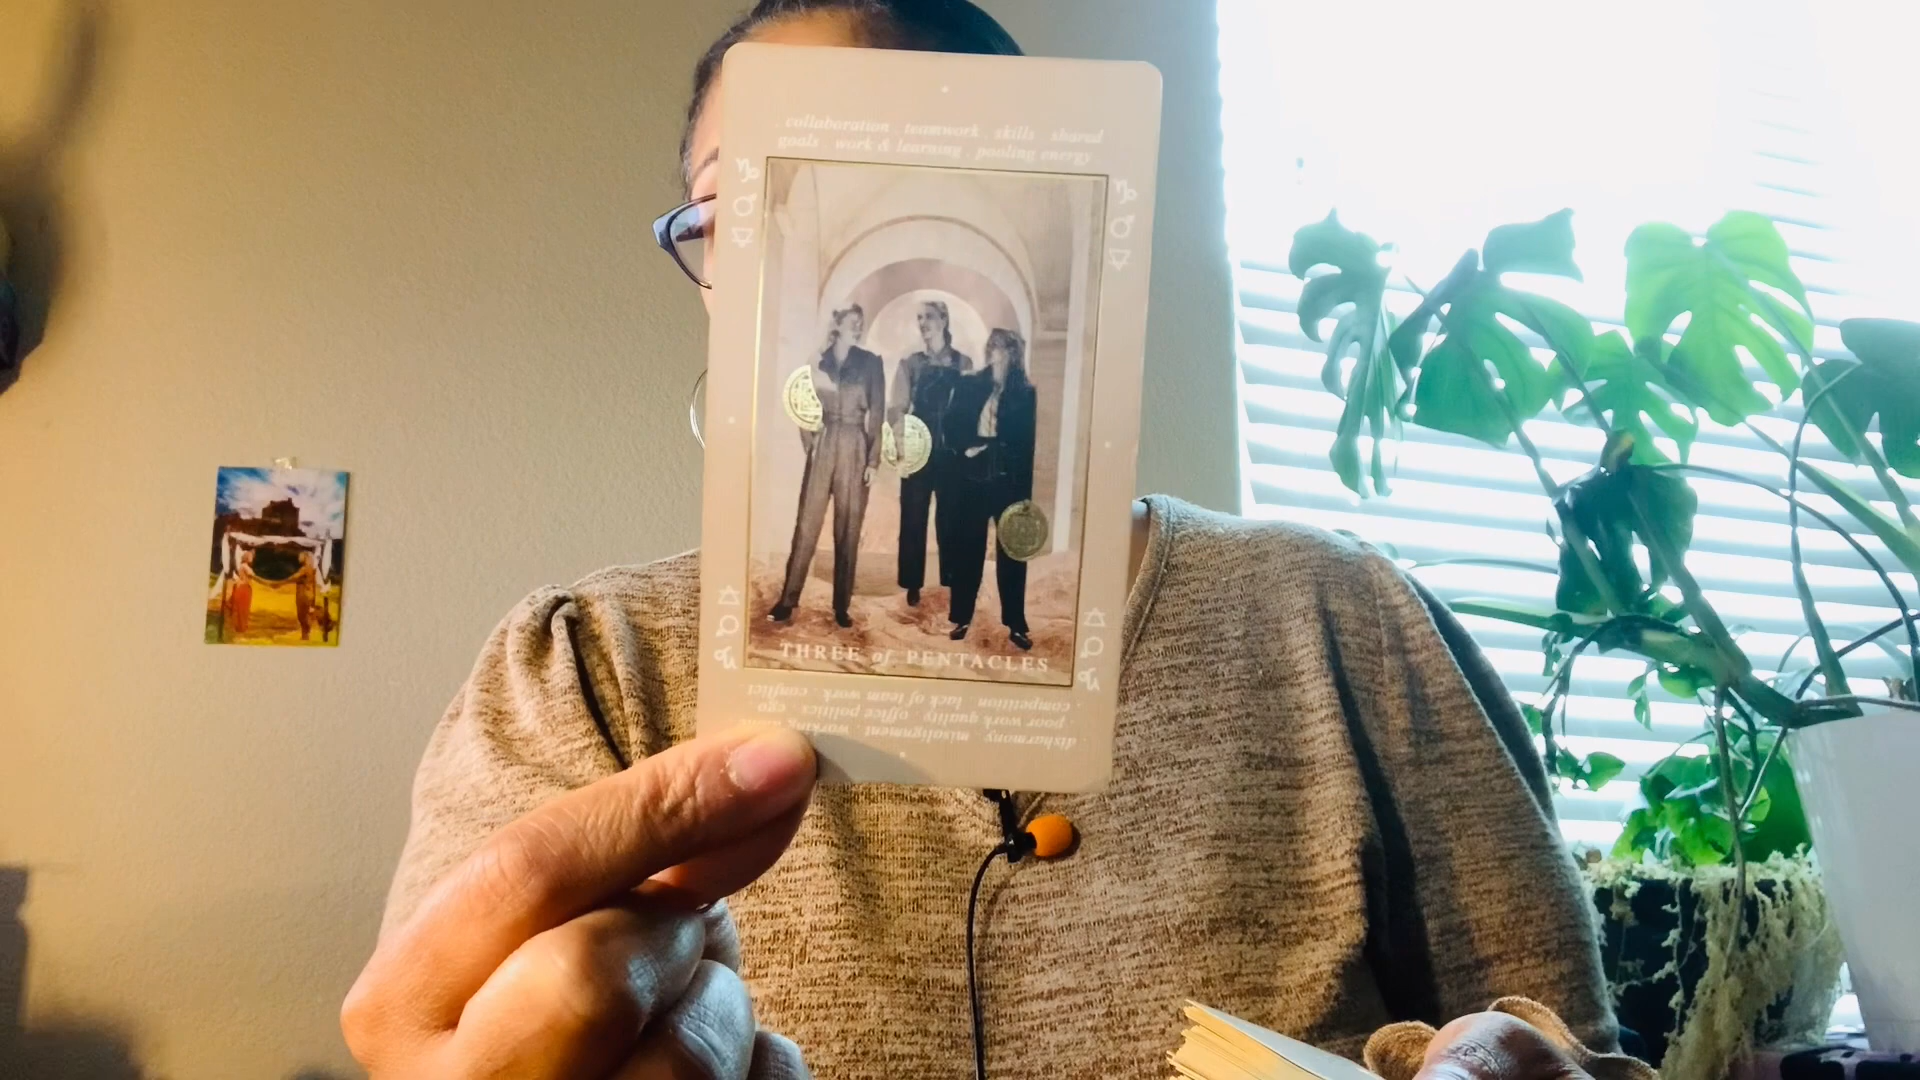 . collaboration . teamwork . skills . shared
goals . work & learning . pooling energy
THREE of PENTACLES
disharmony . misalignment . working
. poor work quality . office politics . ego
. competition . lack of team work . conflict